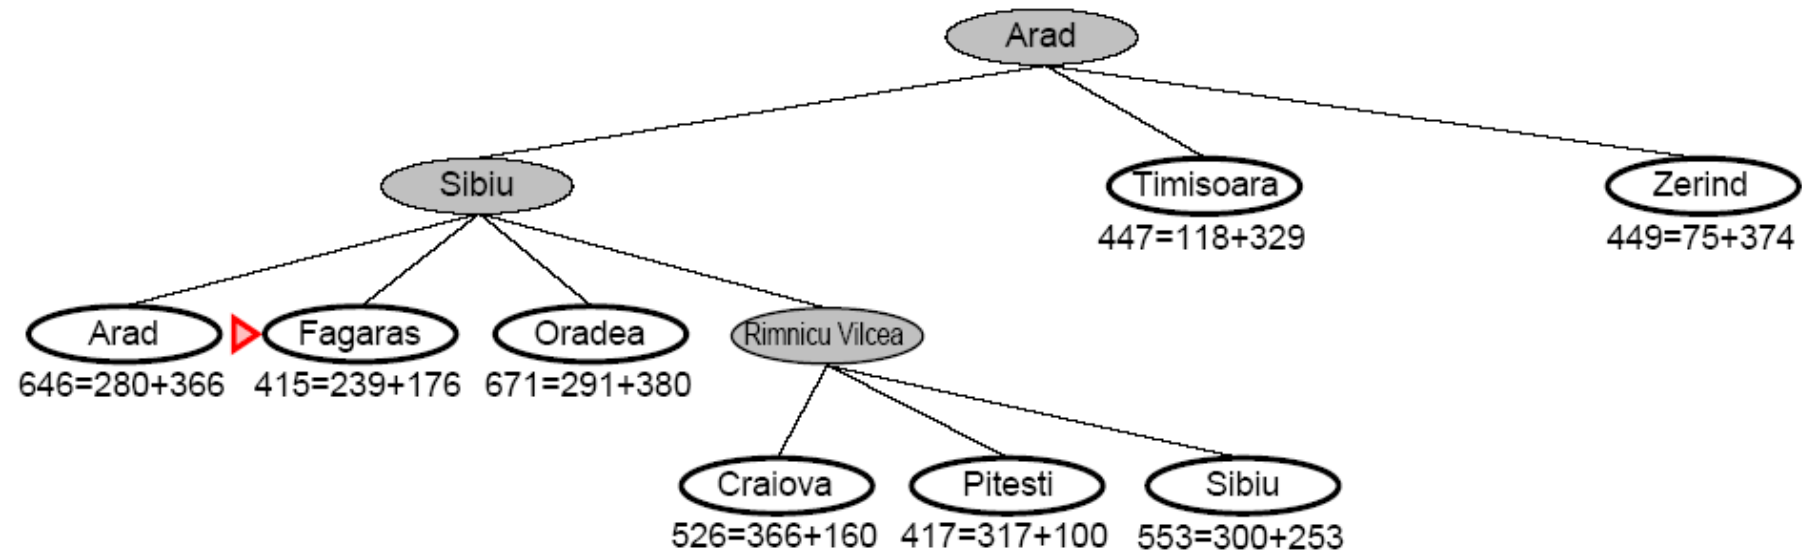 Arad
Sibiu
Timisoara
Zerind
447=118+329
449=75+374
Arad
Fagaras
Oradea
Rimnicu Vilcea
646=280+366
415=239+176
671=291+380
Craiova
Pitesti
Sibiu
526=366+160
417=317+100
553=300+253